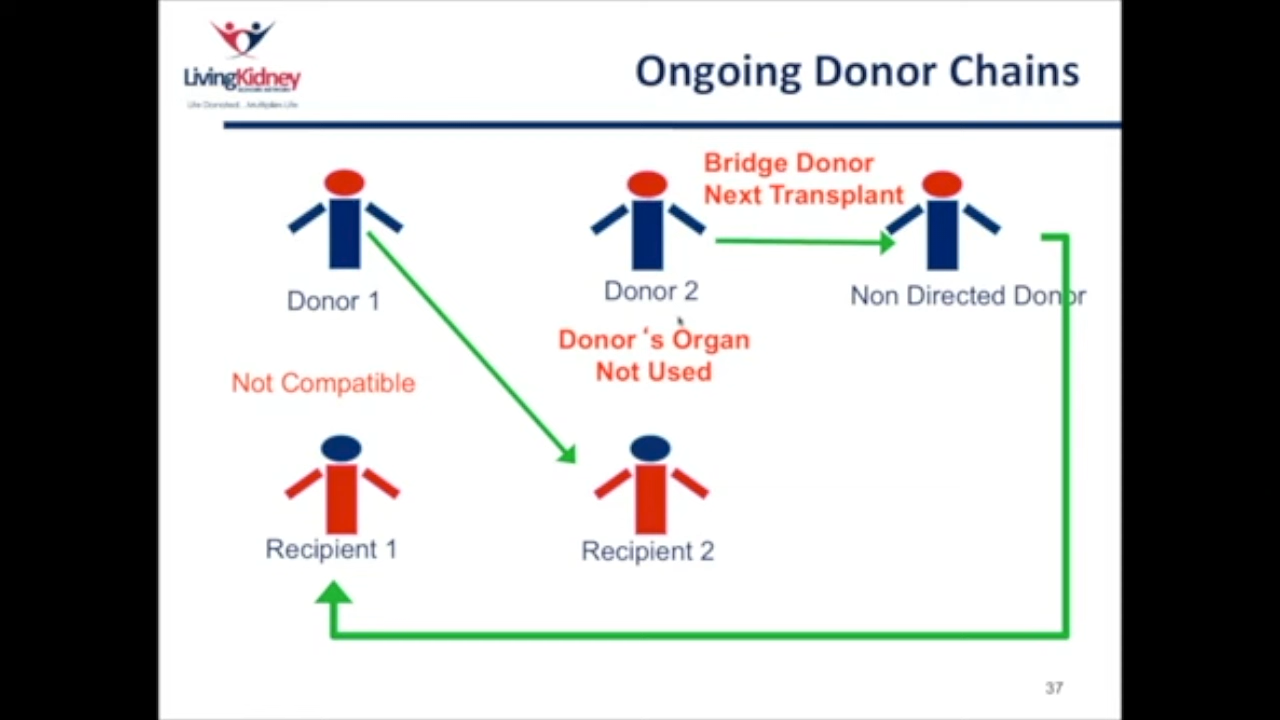 LivingKidney
Ongoing Donor Chains
Bridge Donor
Next Transplant
Donor 1
Donor 2
Non Directed Donor
Donor ‘s Organ
Not Used
Not Compatible
Recipient 1
Recipient 2
37